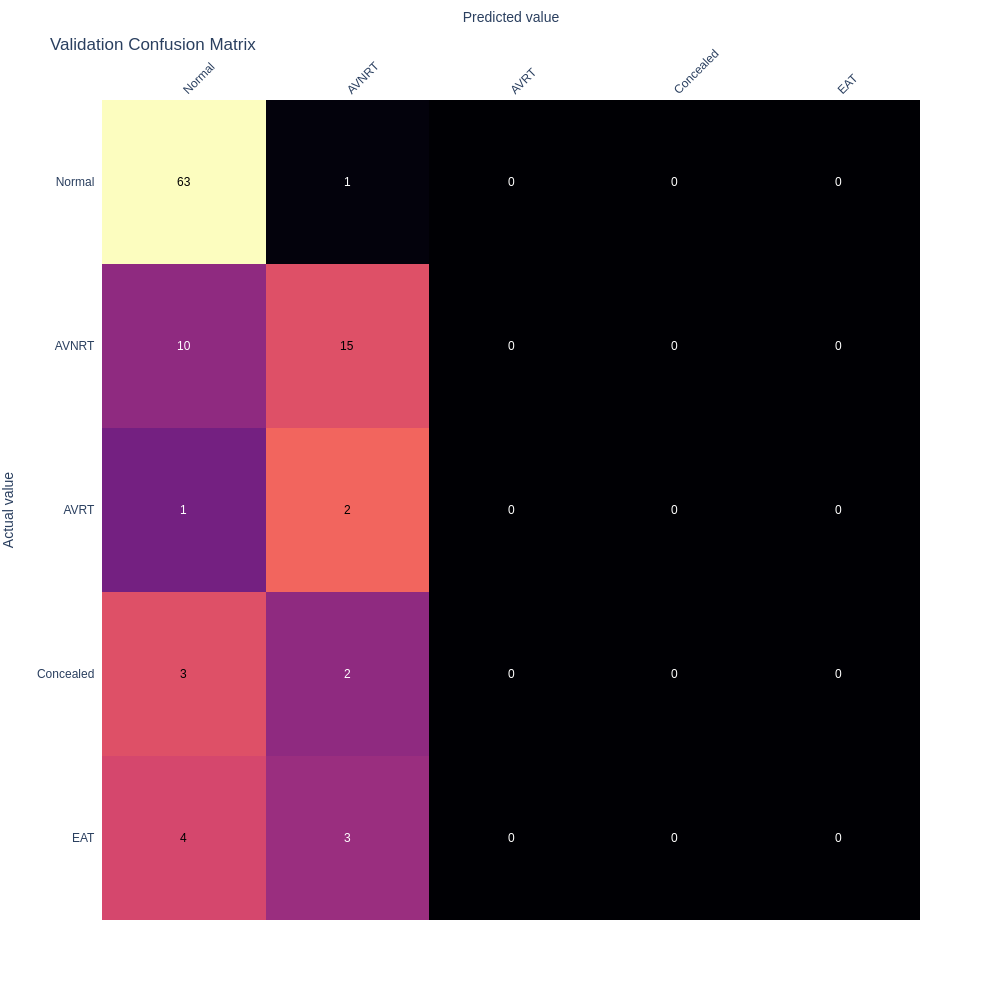 Predicted value
Validation Confusion Matrix
Normal AVNRT AVRT Concealed EAT
Normal 63 1 0 0 0
AVNRT 10 15 0 0 0
AVRT 1 2 0 0 0
Actual value
Concealed 3 2 0 0 0
EAT 4 3 0 0 0